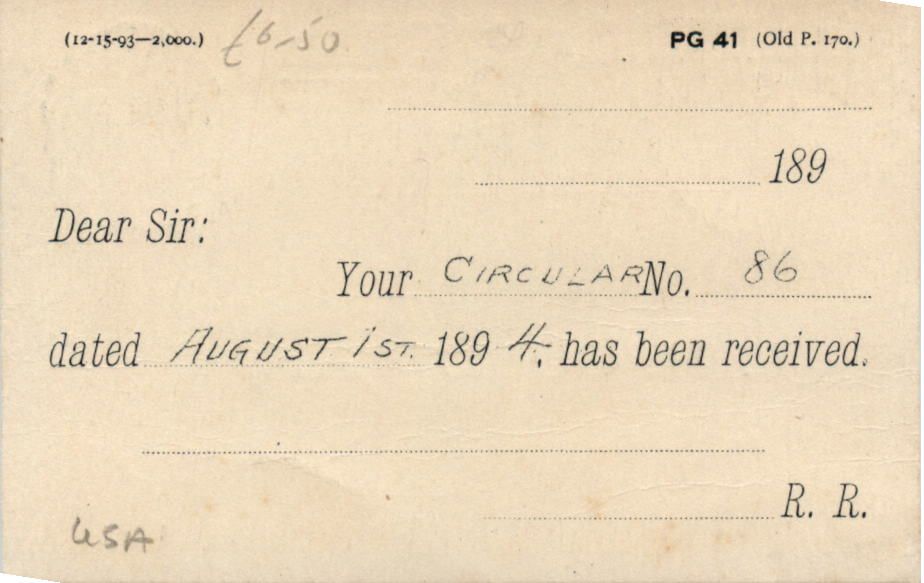 (12-15-93—2,000.) £6-50 PG 41 (Old P. 170.)
189
Dear Sir:
Your CIRCULAR No. 86
dated AUGUST 1ST. 189 4, has been received.
R. R.
USA